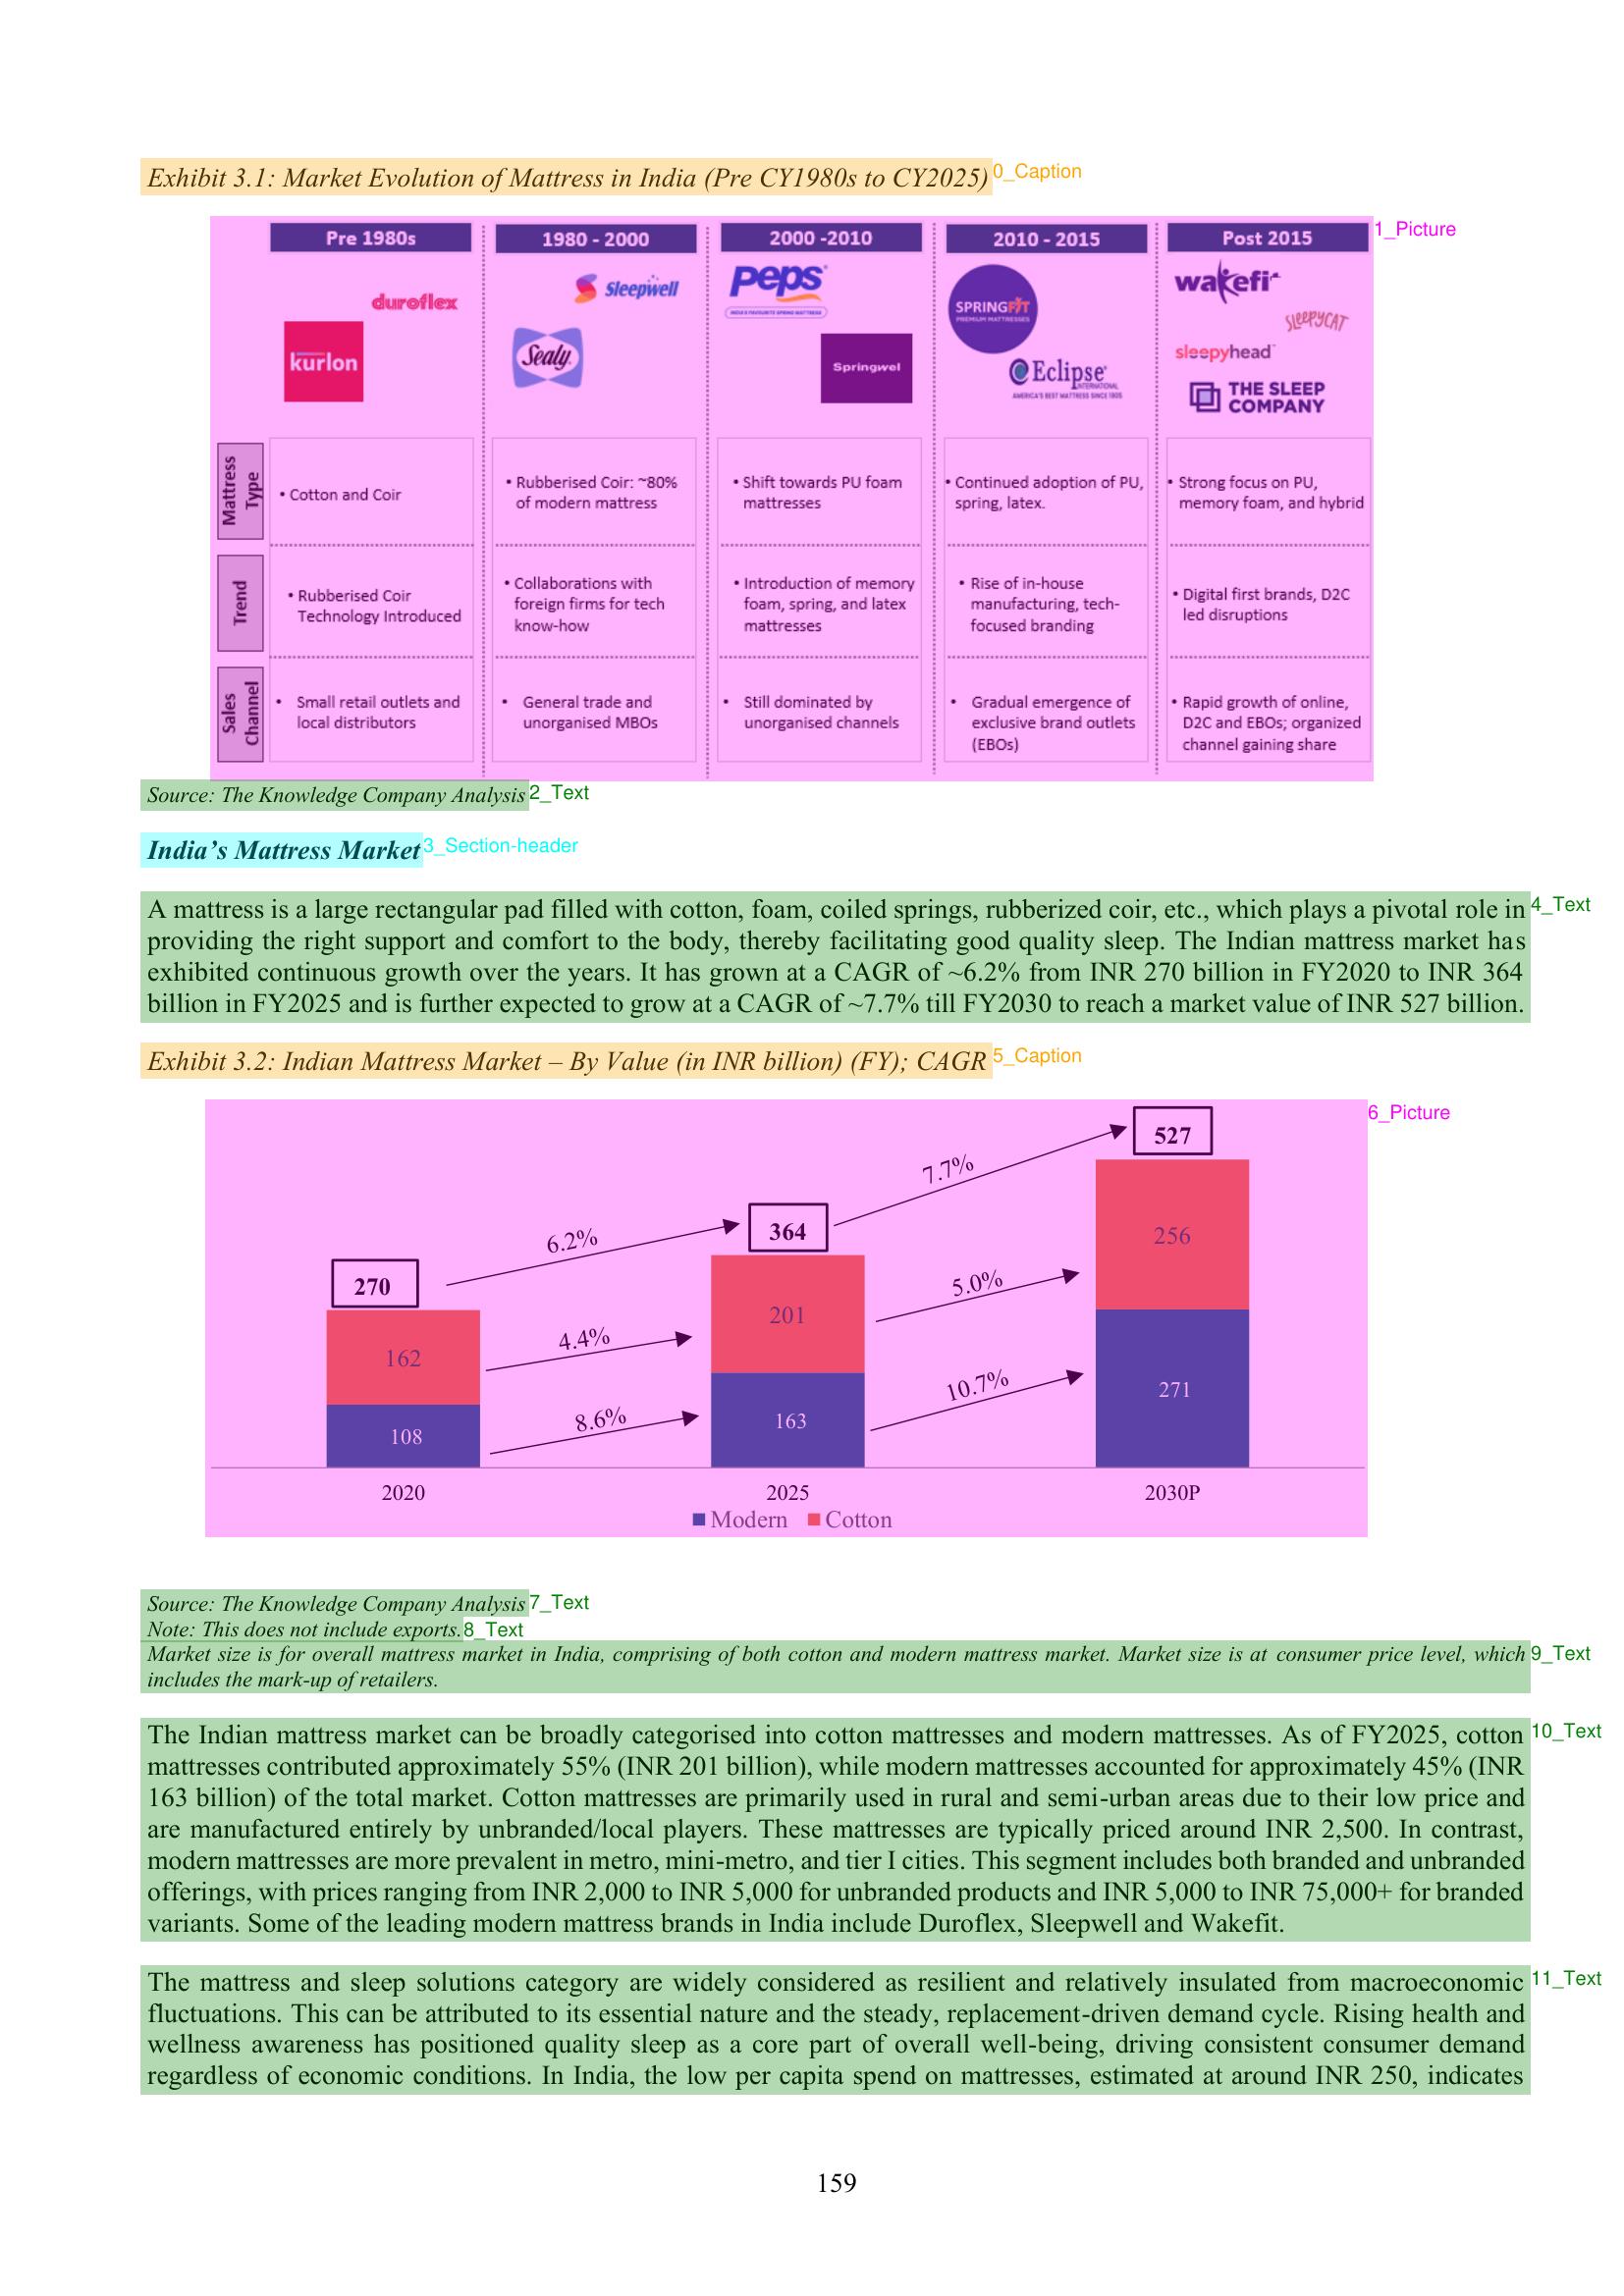 Exhibit 3.1: Market Evolution of Mattress in India (Pre CY1980s to CY2025)
0_Caption
1_Picture
Pre 1980s
1980 - 2000
2000 -2010
2010 - 2015
Post 2015
duroflex
kurlon
Sleepwell
Sealy
Peps
INDIA'S FAVOURITE SPRING MATTRESS
Springwel
SPRINGFIT
PREMIUM MATTRESSES
Eclipse
INTERNATIONAL
AMERICA'S BEST MATTRESS SINCE 1905
wakefit
SLEEPYCAT
sleepyhead
THE SLEEP
COMPANY
Mattress
Type
• Cotton and Coir
• Rubberised Coir: ~80%
of modern mattress
• Shift towards PU foam
mattresses
• Continued adoption of PU,
spring, latex.
• Strong focus on PU,
memory foam, and hybrid
Trend
• Rubberised Coir
Technology Introduced
• Collaborations with
foreign firms for tech
know-how
• Introduction of memory
foam, spring, and latex
mattresses
• Rise of in-house
manufacturing, tech-
focused branding
• Digital first brands, D2C
led disruptions
Sales
Channel
• Small retail outlets and
local distributors
• General trade and
unorganised MBOs
• Still dominated by
unorganised channels
• Gradual emergence of
exclusive brand outlets
(EBOs)
• Rapid growth of online,
D2C and EBOs; organized
channel gaining share
Source: The Knowledge Company Analysis
2_Text
India’s Mattress Market
3_Section-header
A mattress is a large rectangular pad filled with cotton, foam, coiled springs, rubberized coir, etc., which plays a pivotal role in
4_Text
providing the right support and comfort to the body, thereby facilitating good quality sleep. The Indian mattress market has
exhibited continuous growth over the years. It has grown at a CAGR of ~6.2% from INR 270 billion in FY2020 to INR 364
billion in FY2025 and is further expected to grow at a CAGR of ~7.7% till FY2030 to reach a market value of INR 527 billion.
Exhibit 3.2: Indian Mattress Market – By Value (in INR billion) (FY); CAGR
5_Caption
6_Picture
527
7.7%
364
6.2%
270
256
5.0%
201
4.4%
162
271
10.7%
163
8.6%
108
2020
2025
2030P
Modern
Cotton
Source: The Knowledge Company Analysis
7_Text
Note: This does not include exports.
8_Text
Market size is for overall mattress market in India, comprising of both cotton and modern mattress market. Market size is at consumer price level, which
9_Text
includes the mark-up of retailers.
The Indian mattress market can be broadly categorised into cotton mattresses and modern mattresses. As of FY2025, cotton
10_Text
mattresses contributed approximately 55% (INR 201 billion), while modern mattresses accounted for approximately 45% (INR
163 billion) of the total market. Cotton mattresses are primarily used in rural and semi-urban areas due to their low price and
are manufactured entirely by unbranded/local players. These mattresses are typically priced around INR 2,500. In contrast,
modern mattresses are more prevalent in metro, mini-metro, and tier I cities. This segment includes both branded and unbranded
offerings, with prices ranging from INR 2,000 to INR 5,000 for unbranded products and INR 5,000 to INR 75,000+ for branded
variants. Some of the leading modern mattress brands in India include Duroflex, Sleepwell and Wakefit.
The mattress and sleep solutions category are widely considered as resilient and relatively insulated from macroeconomic
11_Text
fluctuations. This can be attributed to its essential nature and the steady, replacement-driven demand cycle. Rising health and
wellness awareness has positioned quality sleep as a core part of overall well-being, driving consistent consumer demand
regardless of economic conditions. In India, the low per capita spend on mattresses, estimated at around INR 250, indicates
159